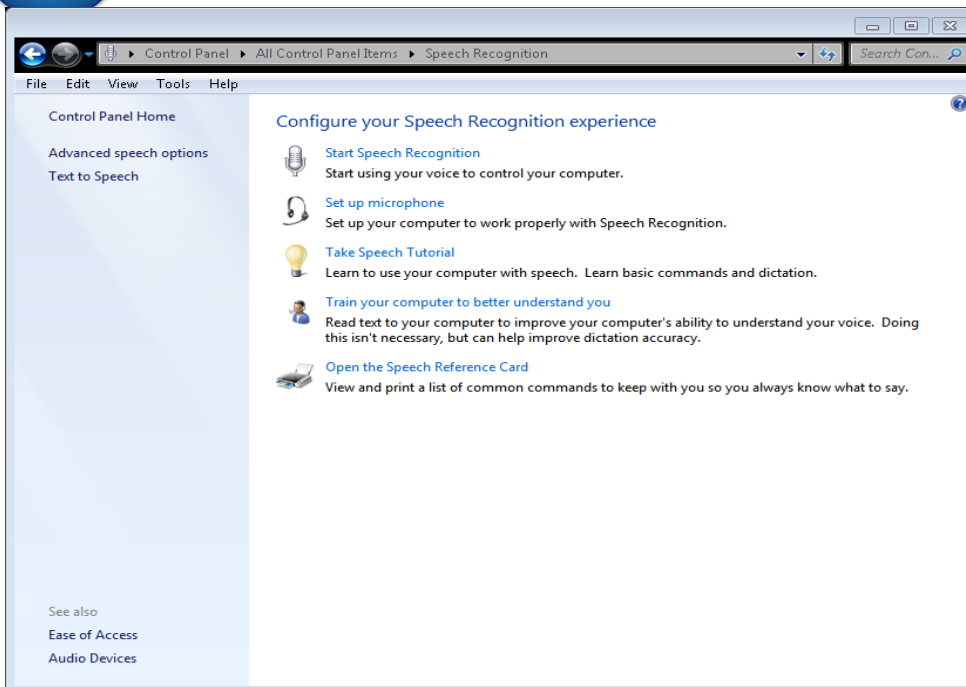 Control Panel ▸ All Control Panel Items ▸ Speech Recognition
Search Con...
File Edit View Tools Help
Control Panel Home
Advanced speech options
Text to Speech
Configure your Speech Recognition experience
Start Speech Recognition
Start using your voice to control your computer.
Set up microphone
Set up your computer to work properly with Speech Recognition.
Take Speech Tutorial
Learn to use your computer with speech. Learn basic commands and dictation.
Train your computer to better understand you
Read text to your computer to improve your computer's ability to understand your voice. Doing
this isn't necessary, but can help improve dictation accuracy.
Open the Speech Reference Card
View and print a list of common commands to keep with you so you always know what to say.
See also
Ease of Access
Audio Devices